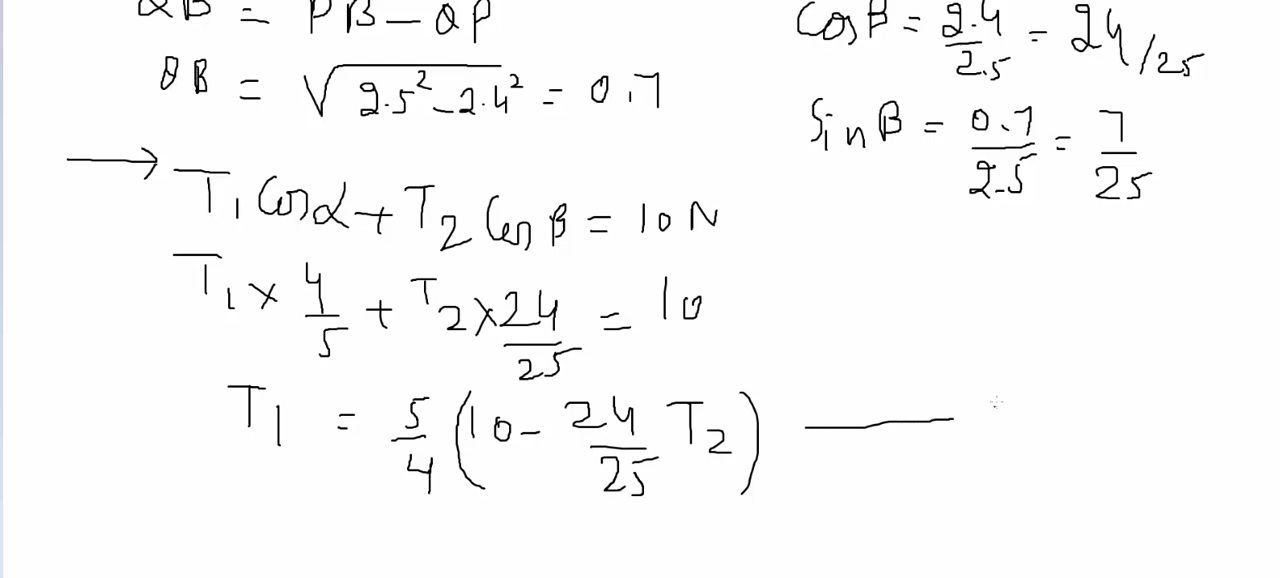 QB = PB - QP
QB = √(2.5² - 2.4²) = 0.7
→ T₁ Cosα + T₂ Cos β = 10 N
T₁ × 4/5 + T₂ × 24/25 = 10
T₁ = 5/4 (10 - 24/25 T₂) ———
Cos β = 2.4/2.5 = 24/25
Sin β = 0.7/2.5 = 7/25